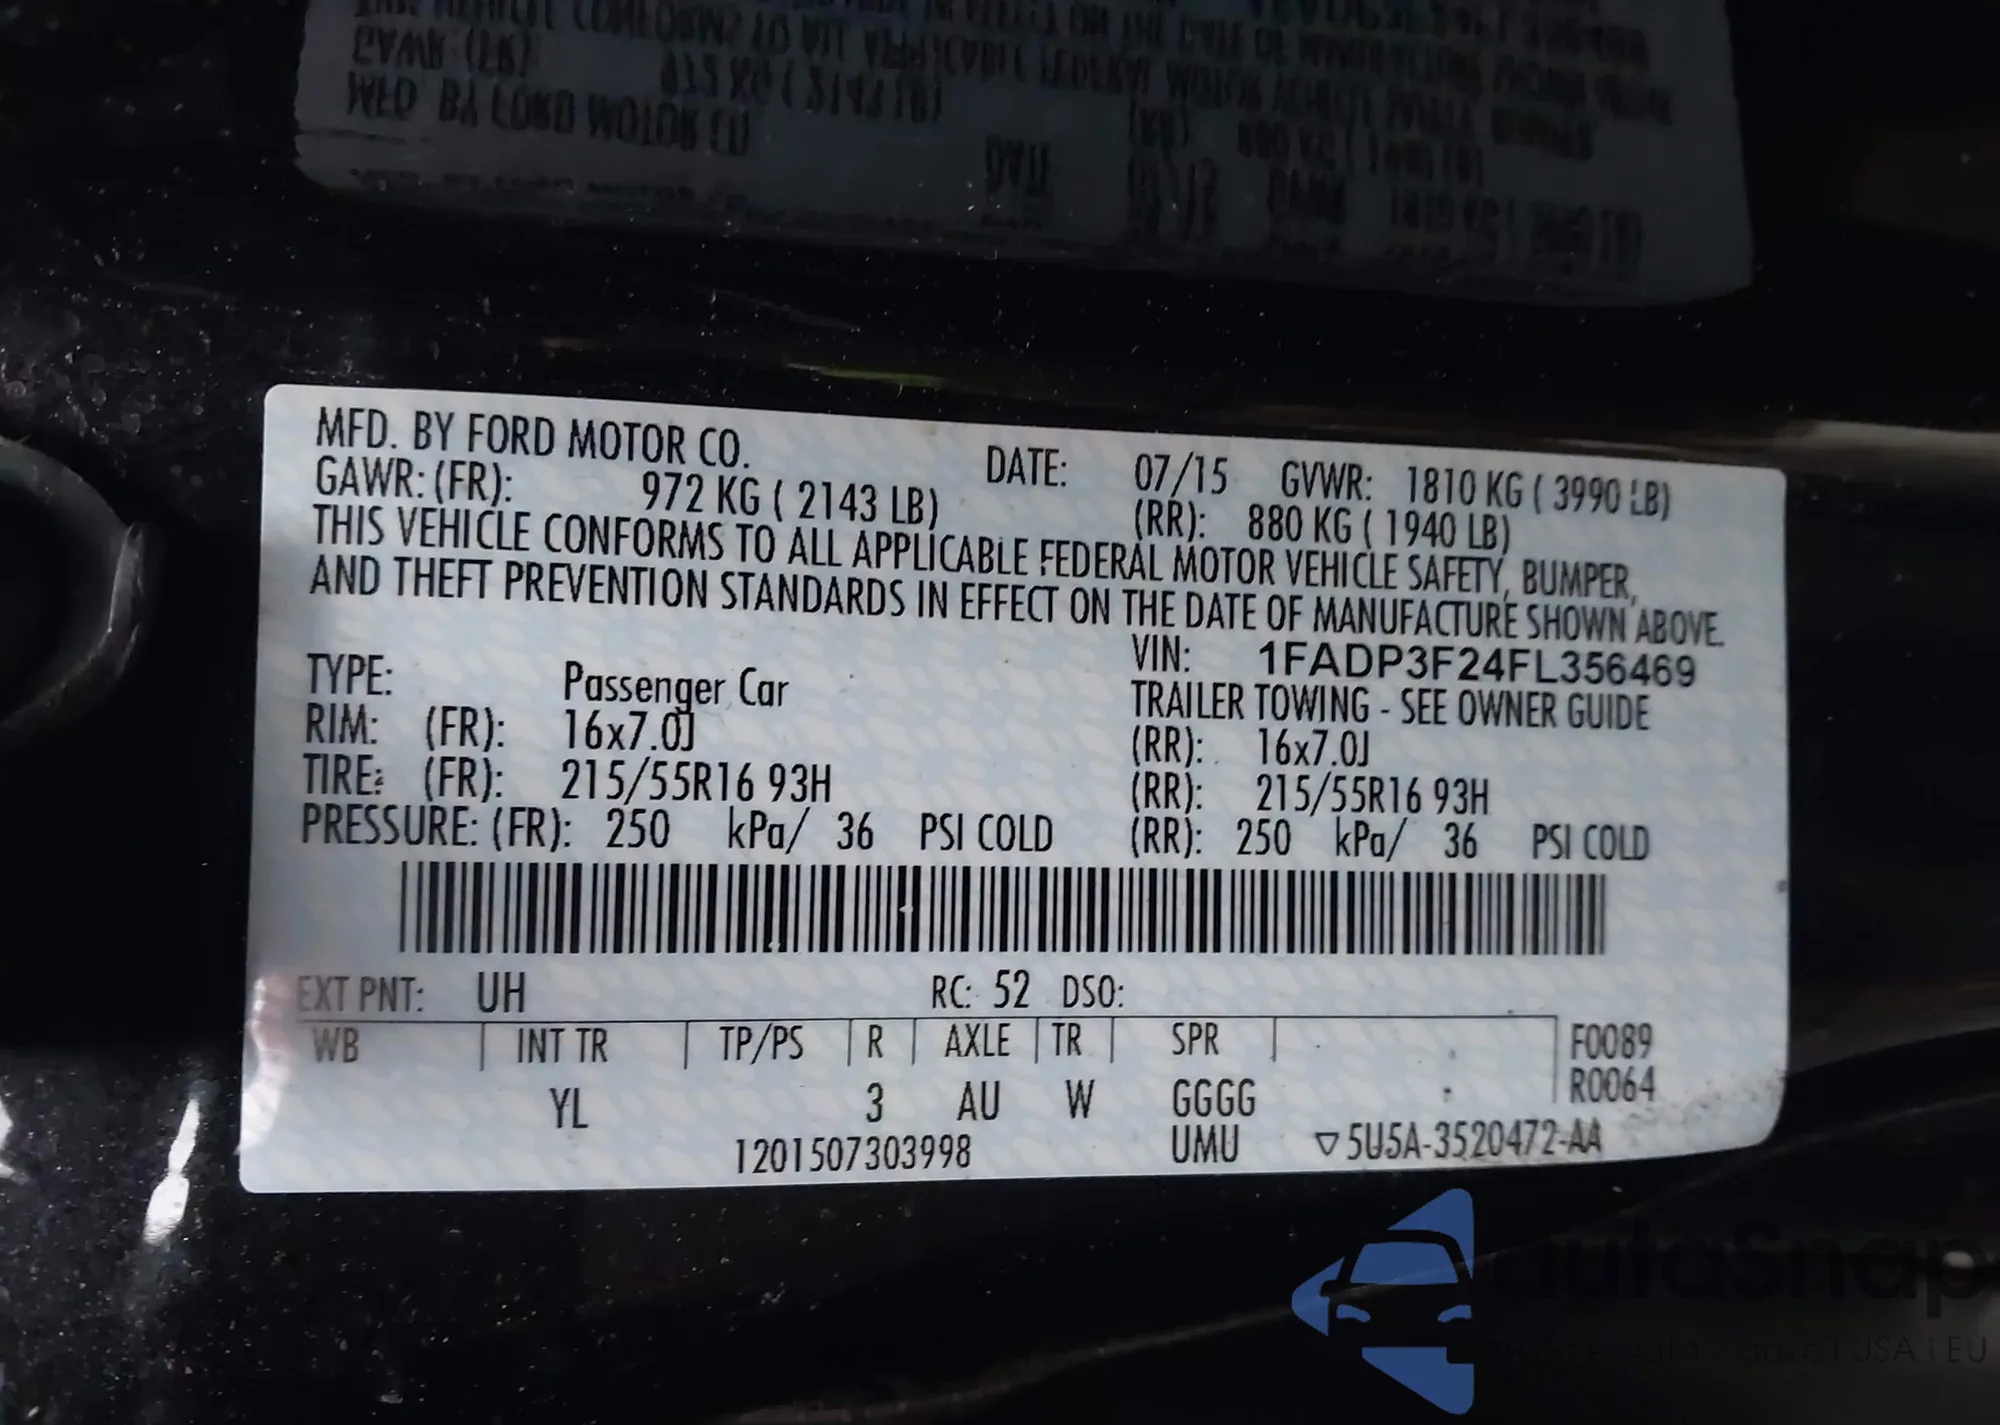 MFD. BY FORD MOTOR CO. DATE: 07/15 GVWR: 1810 KG ( 3990 LB)
GAWR: (FR): 972 KG ( 2143 LB) (RR): 880 KG ( 1940 LB)
THIS VEHICLE CONFORMS TO ALL APPLICABLE FEDERAL MOTOR VEHICLE SAFETY, BUMPER,
AND THEFT PREVENTION STANDARDS IN EFFECT ON THE DATE OF MANUFACTURE SHOWN ABOVE.
VIN: 1FADP3F24FL356469
TYPE: Passenger Car TRAILER TOWING - SEE OWNER GUIDE
RIM: (FR): 16x7.0J (RR): 16x7.0J
TIRE: (FR): 215/55R16 93H (RR): 215/55R16 93H
PRESSURE: (FR): 250 kPa/ 36 PSI COLD (RR): 250 kPa/ 36 PSI COLD
EXT PNT: UH RC: 52 DSO:
WB INT TR TP/PS R AXLE TR SPR F0089
R0064
YL 3 AU W GGGG
1201507303998 UMU ▽5U5A-3520472-AA
autoSnap
USA i EU